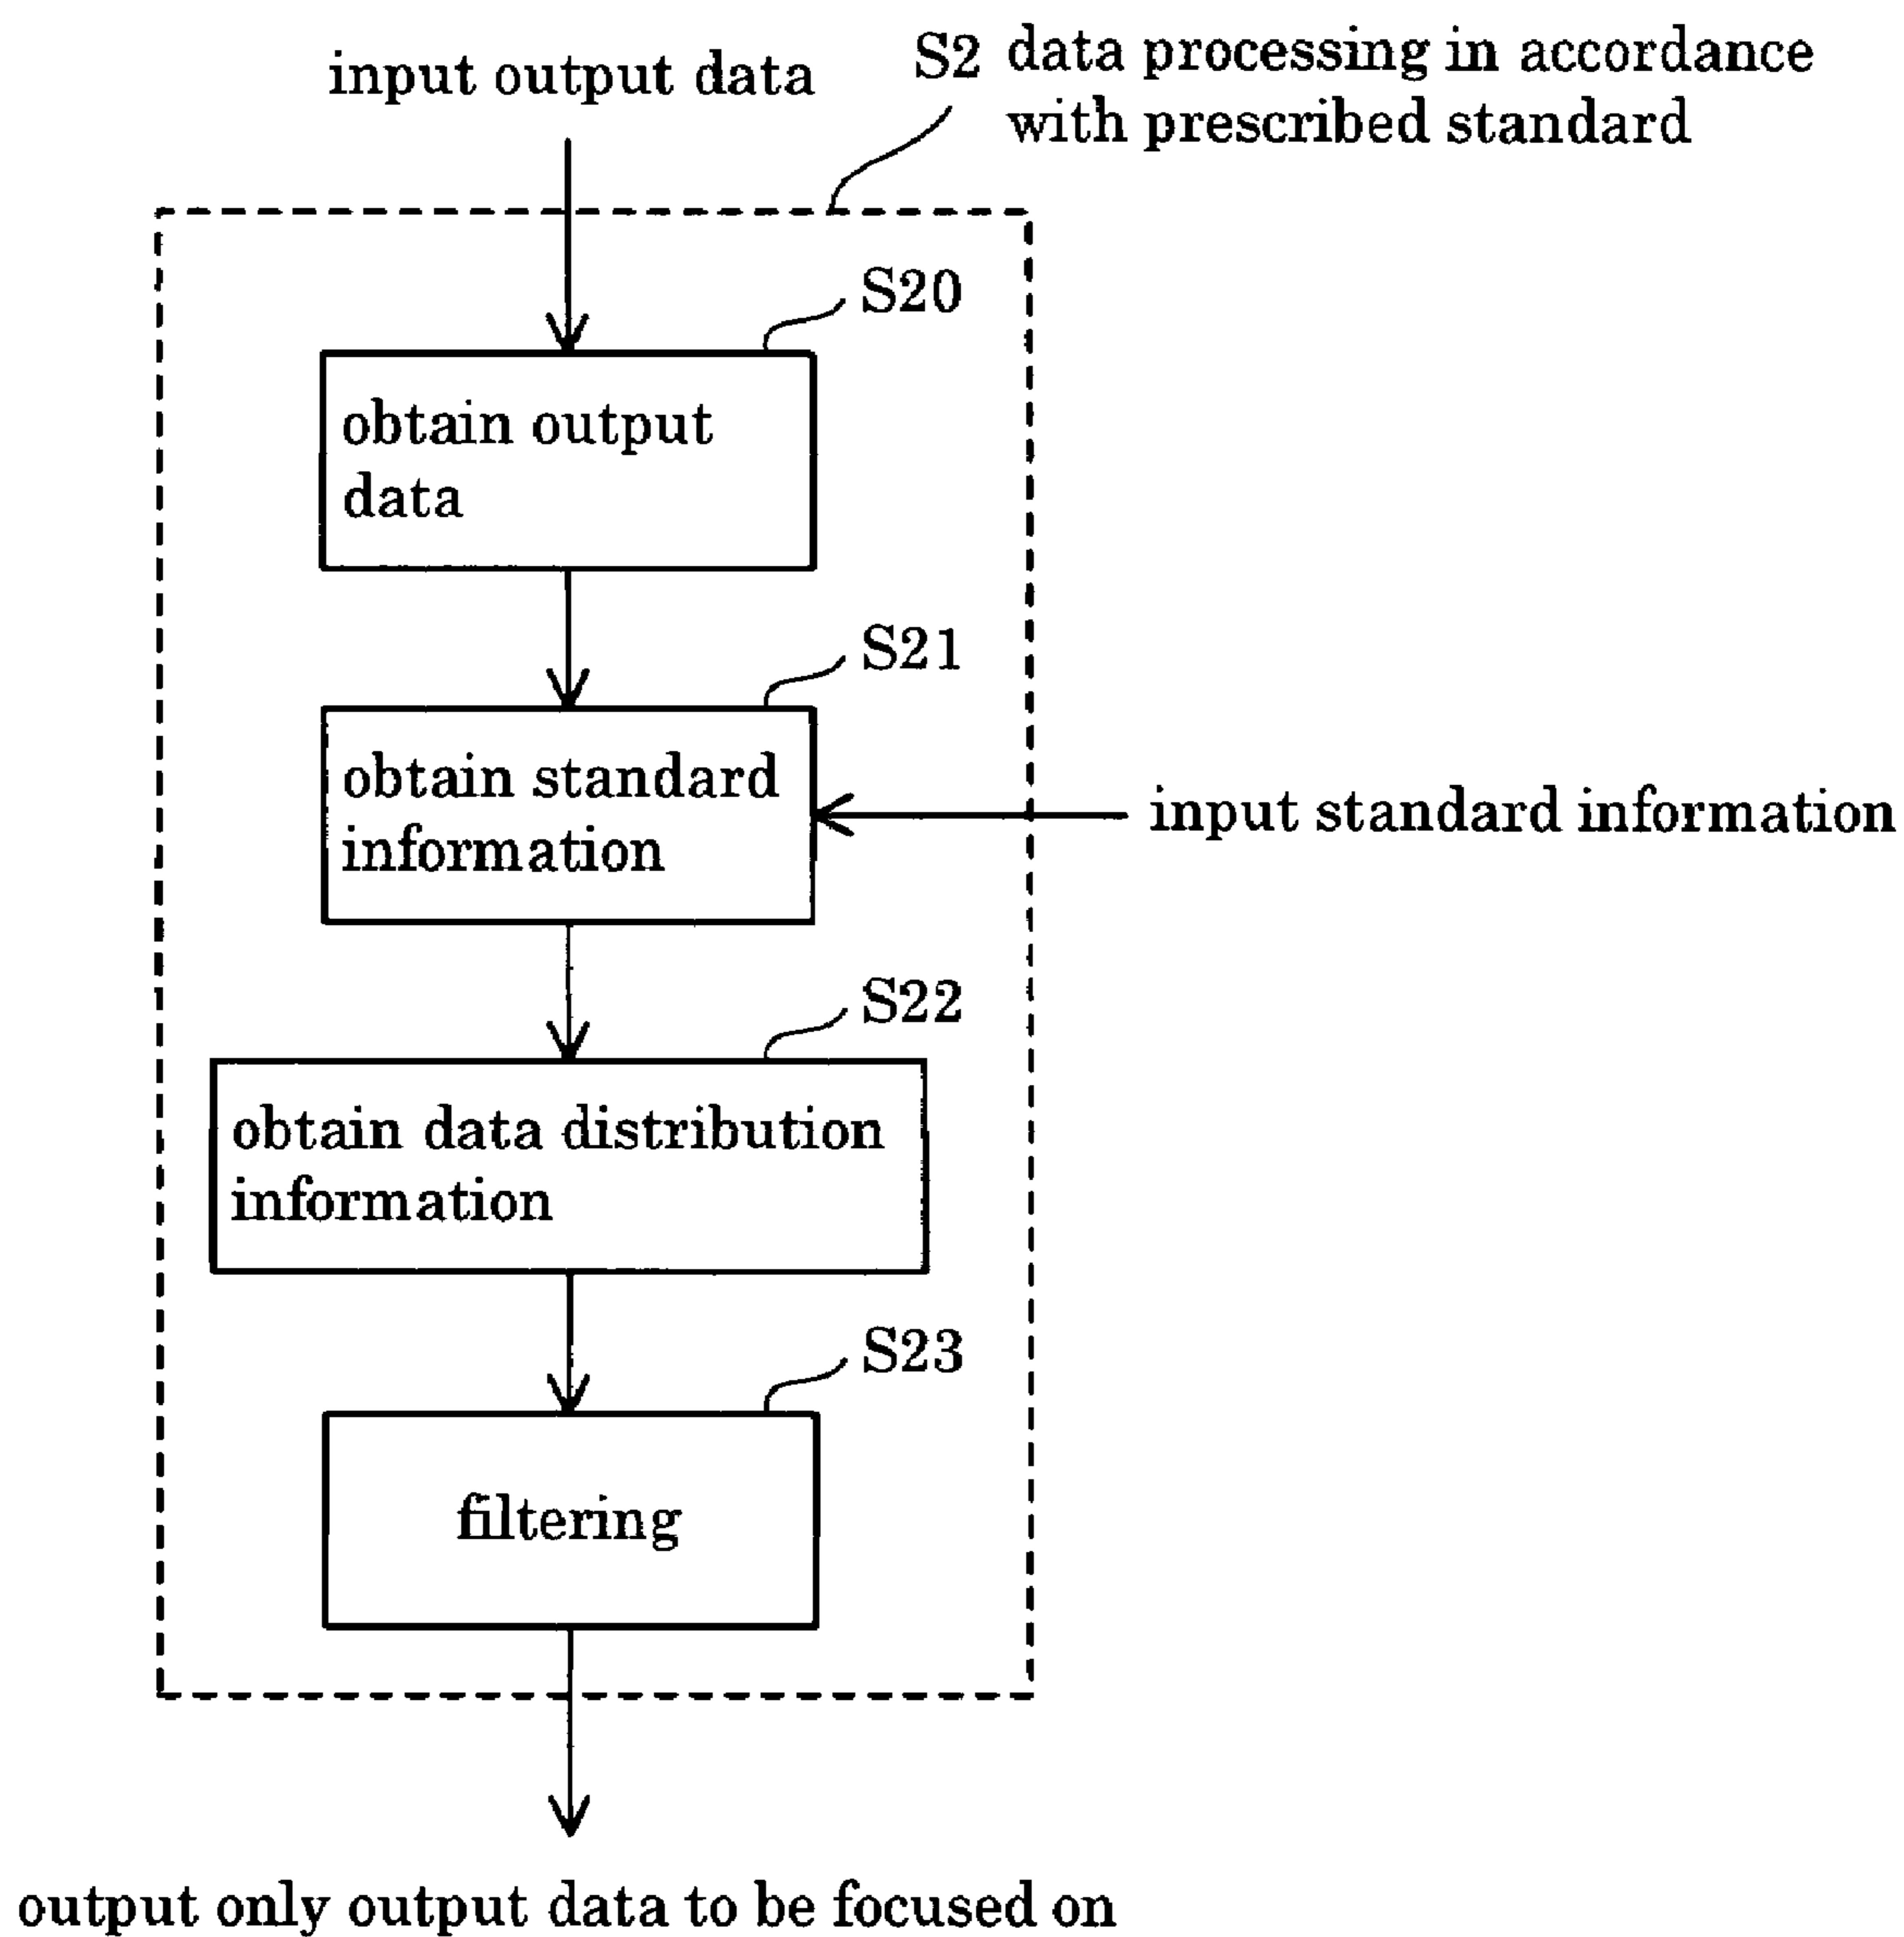 input output data
S2 data processing in accordance
with prescribed standard
S20
obtain output
data
S21
obtain standard
information
input standard information
S22
obtain data distribution
information
S23
filtering
output only output data to be focused on